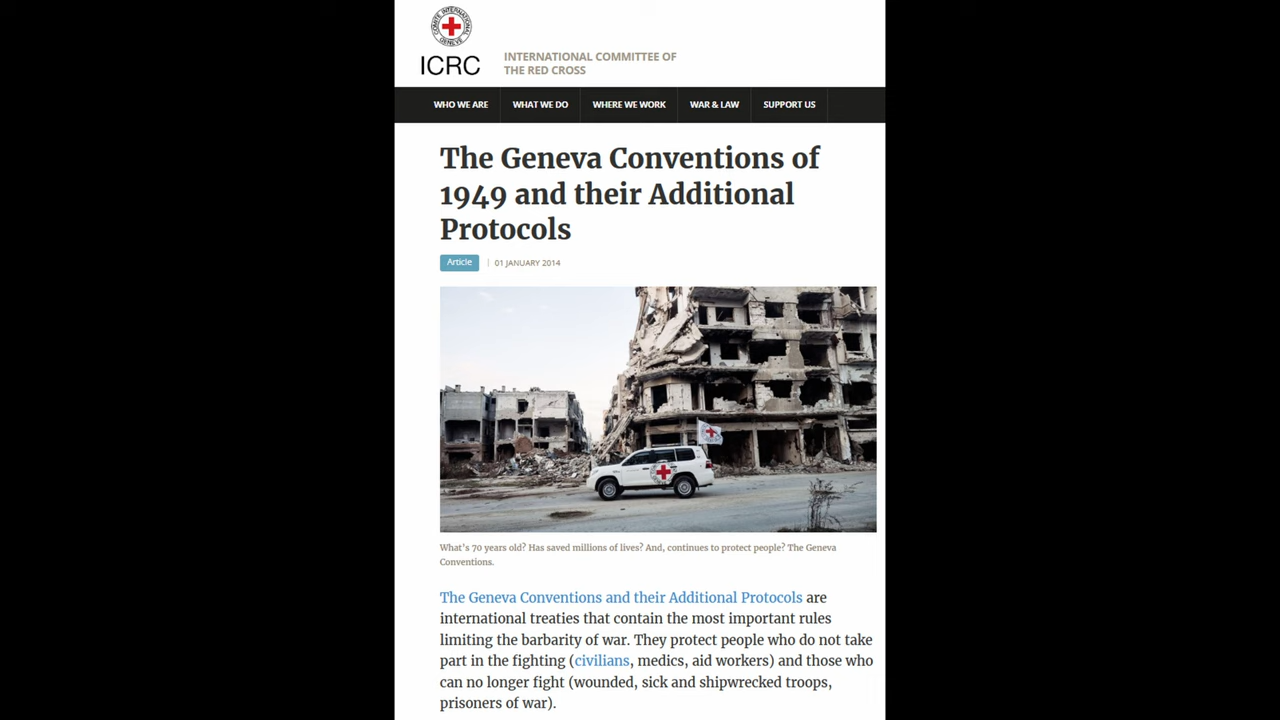 COMITE INTERNATIONAL GENEVE
ICRC
INTERNATIONAL COMMITTEE OF
THE RED CROSS
WHO WE ARE
WHAT WE DO
WHERE WE WORK
WAR & LAW
SUPPORT US
The Geneva Conventions of
1949 and their Additional
Protocols
Article
01 JANUARY 2014
What's 70 years old? Has saved millions of lives? And, continues to protect people? The Geneva
Conventions.
The Geneva Conventions and their Additional Protocols are
international treaties that contain the most important rules
limiting the barbarity of war. They protect people who do not take
part in the fighting (civilians, medics, aid workers) and those who
can no longer fight (wounded, sick and shipwrecked troops,
prisoners of war).